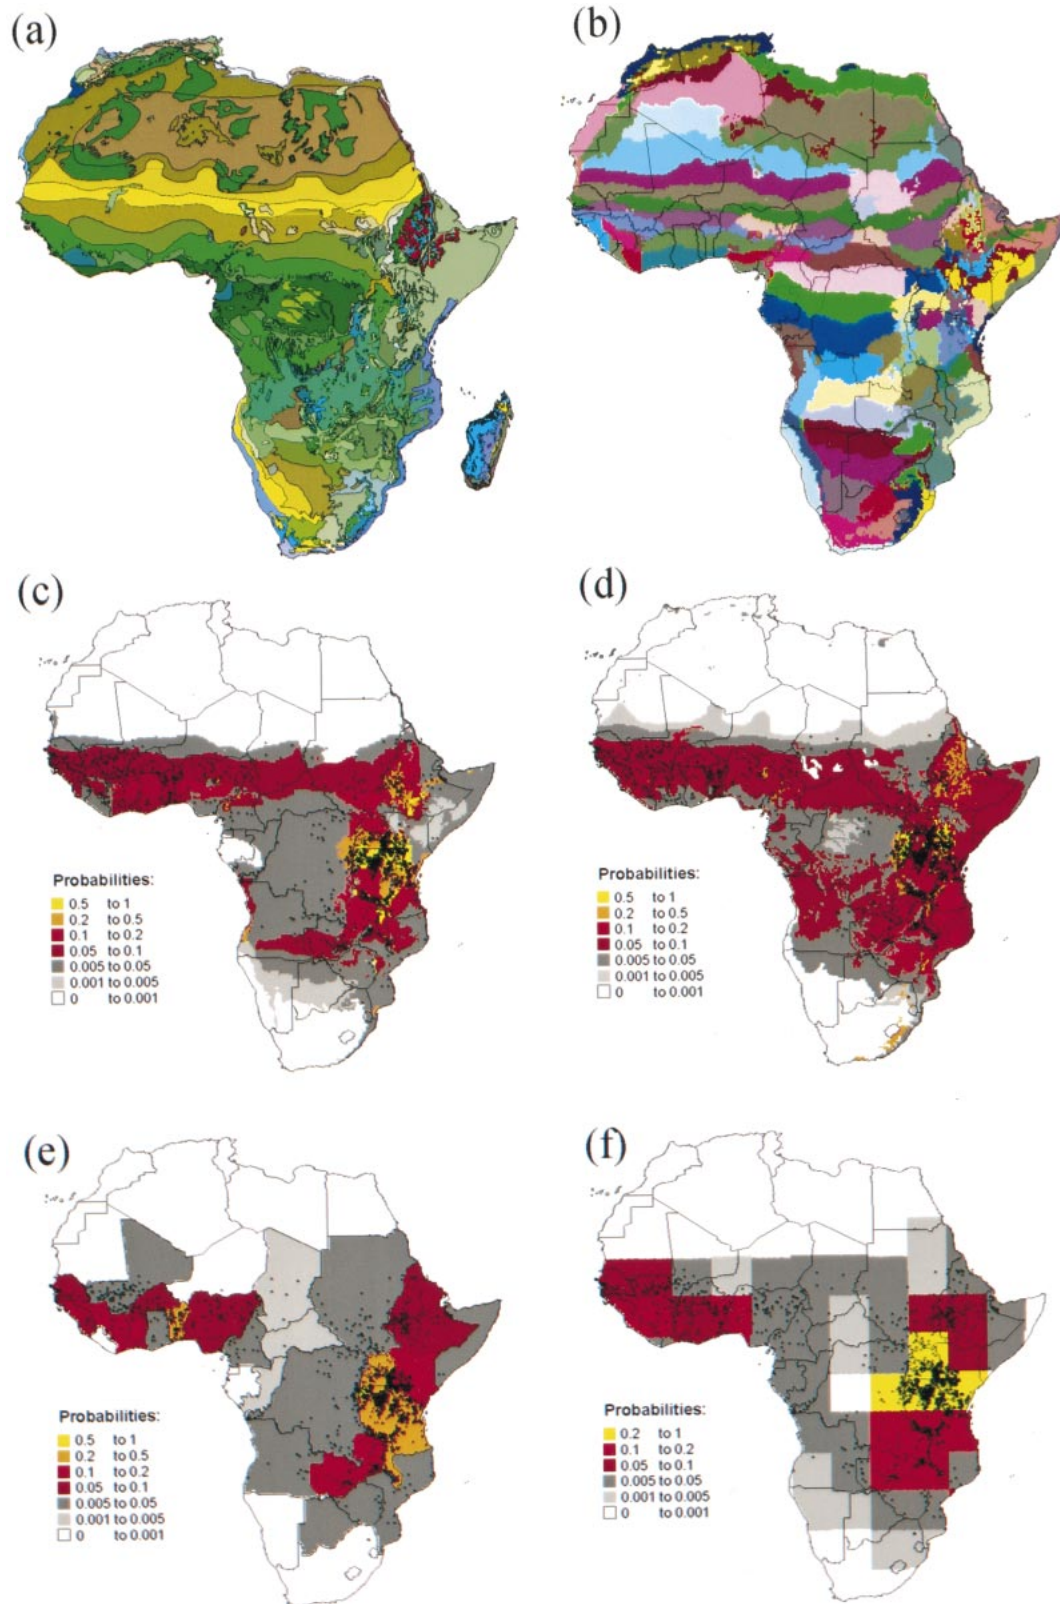 (a)
(b)
(c)
(d)
Probabilities:
0.5 to 1
0.2 to 0.5
0.1 to 0.2
0.05 to 0.1
0.005 to 0.05
0.001 to 0.005
0 to 0.001
Probabilities:
0.5 to 1
0.2 to 0.5
0.1 to 0.2
0.05 to 0.1
0.005 to 0.05
0.001 to 0.005
0 to 0.001
(e)
(f)
Probabilities:
0.5 to 1
0.2 to 0.5
0.1 to 0.2
0.05 to 0.1
0.005 to 0.05
0.001 to 0.005
0 to 0.001
Probabilities:
0.2 to 1
0.1 to 0.2
0.05 to 0.1
0.005 to 0.05
0.001 to 0.005
0 to 0.001